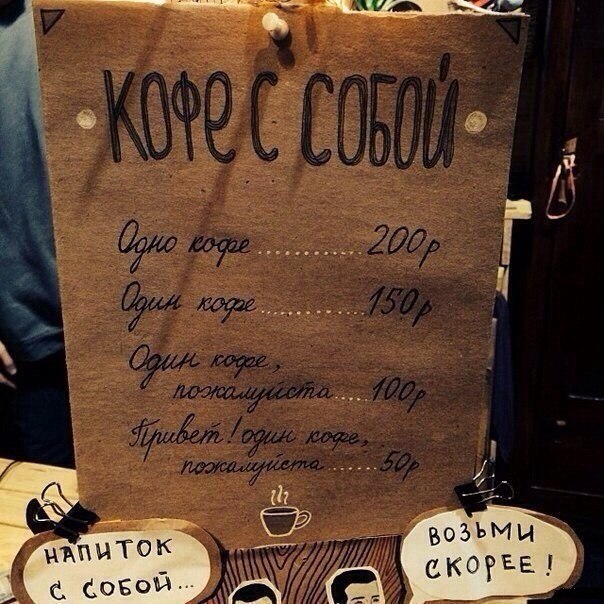 КОФЕ С СОБОЙ
Одно кофе ............ 200р
Один кофе ............ 150р
Один кофе,
пожалуйста .... 100р
Привет! один кофе,
пожалуйста ...... 50р
НАПИТОК
С СОБОЙ...
ВОЗЬМИ
СКОРЕЕ!